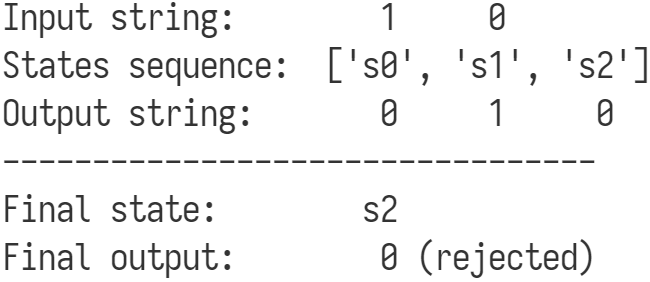 Input string:        1     0
States sequence:  ['s0', 's1', 's2']
Output string:       0     1     0
---------------------------------
Final state:        s2
Final output:        0 (rejected)